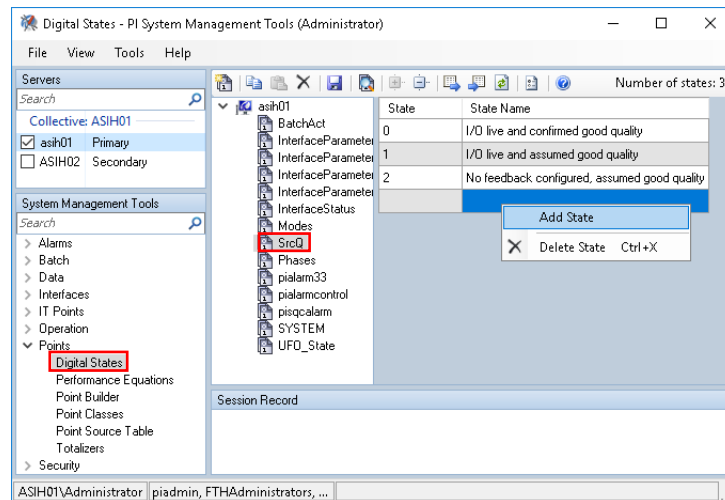 Digital States - PI System Management Tools (Administrator)
File View Tools Help
Servers
Search
Collective: ASIH01
asih01 Primary
ASIH02 Secondary
System Management Tools
Search
Alarms
Batch
Data
Interfaces
IT Points
Operation
Points
Digital States
Performance Equations
Point Builder
Point Classes
Point Source Table
Totalizers
Security
Number of states: 3
asih01
BatchAct
InterfaceParameter
InterfaceParameter
InterfaceParameter
InterfaceParameter
InterfaceStatus
Modes
SrcQ
Phases
pialarm33
pialarmcontrol
pisqcalarm
SYSTEM
UFO_State
State State Name
0 I/O live and confirmed good quality
1 I/O live and assumed good quality
2 No feedback configured, assumed good quality
Add State
Delete State Ctrl+X
Session Record
ASIH01\Administrator piadmin, FTHAdministrators, ...